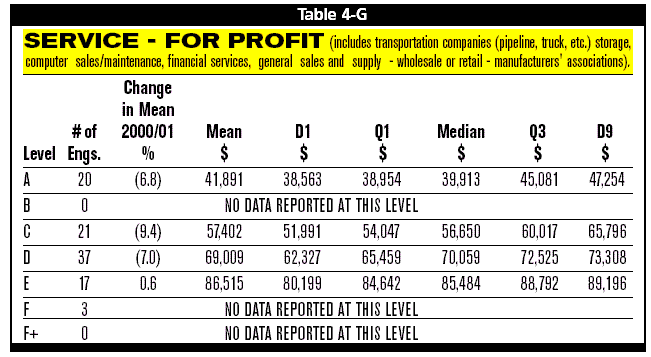 Table 4-G
SERVICE - FOR PROFIT (includes transportation companies (pipeline, truck, etc.) storage,
computer sales/maintenance, financial services, general sales and supply - wholesale or retail - manufacturers' associations).
Change
in Mean
# of 2000/01 Mean D1 Q1 Median Q3 D9
Level Engs. % $ $ $ $ $ $
A 20 (6.8) 41,891 38,563 38,954 39,913 45,081 47,254
B 0 NO DATA REPORTED AT THIS LEVEL
C 21 (9.4) 57,402 51,991 54,047 56,650 60,017 65,796
D 37 (7.0) 69,009 62,327 65,459 70,059 72,525 73,308
E 17 0.6 86,515 80,199 84,642 85,484 88,792 89,196
F 3 NO DATA REPORTED AT THIS LEVEL
F+ 0 NO DATA REPORTED AT THIS LEVEL